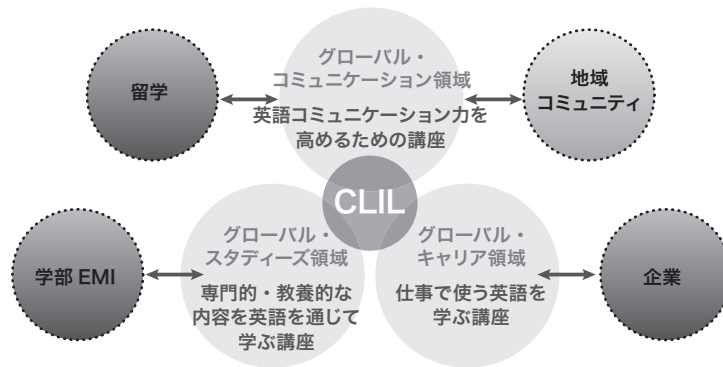 グローバル・
コミュニケーション領域
英語コミュニケーション力を
高めるための講座
留学
地域
コミュニティ
CLIL
グローバル・
スタディーズ領域
専門的・教養的な
内容を英語を通じて
学ぶ講座
グローバル・
キャリア領域
仕事で使う英語を
学ぶ講座
学部 EMI
企業